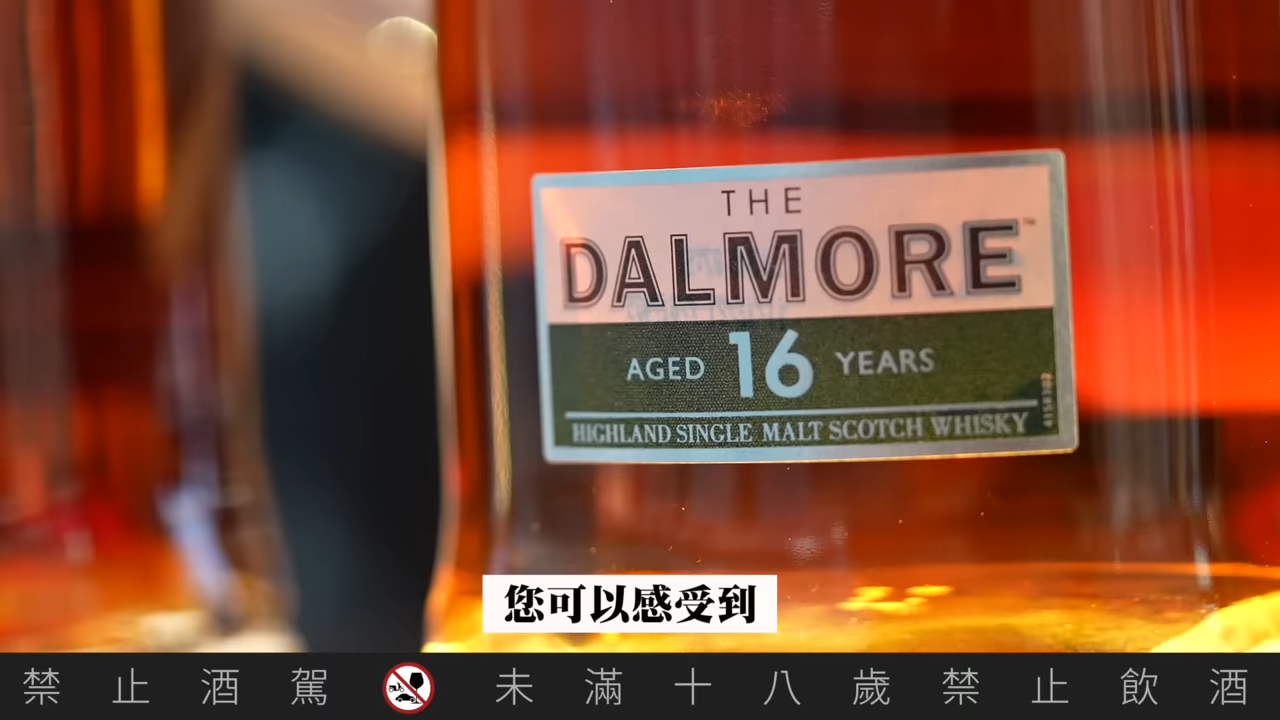 THE
DALMORE™
AGED 16 YEARS
HIGHLAND SINGLE MALT SCOTCH WHISKY
您可以感受到
禁止酒駕 未滿十八歲禁止飲酒